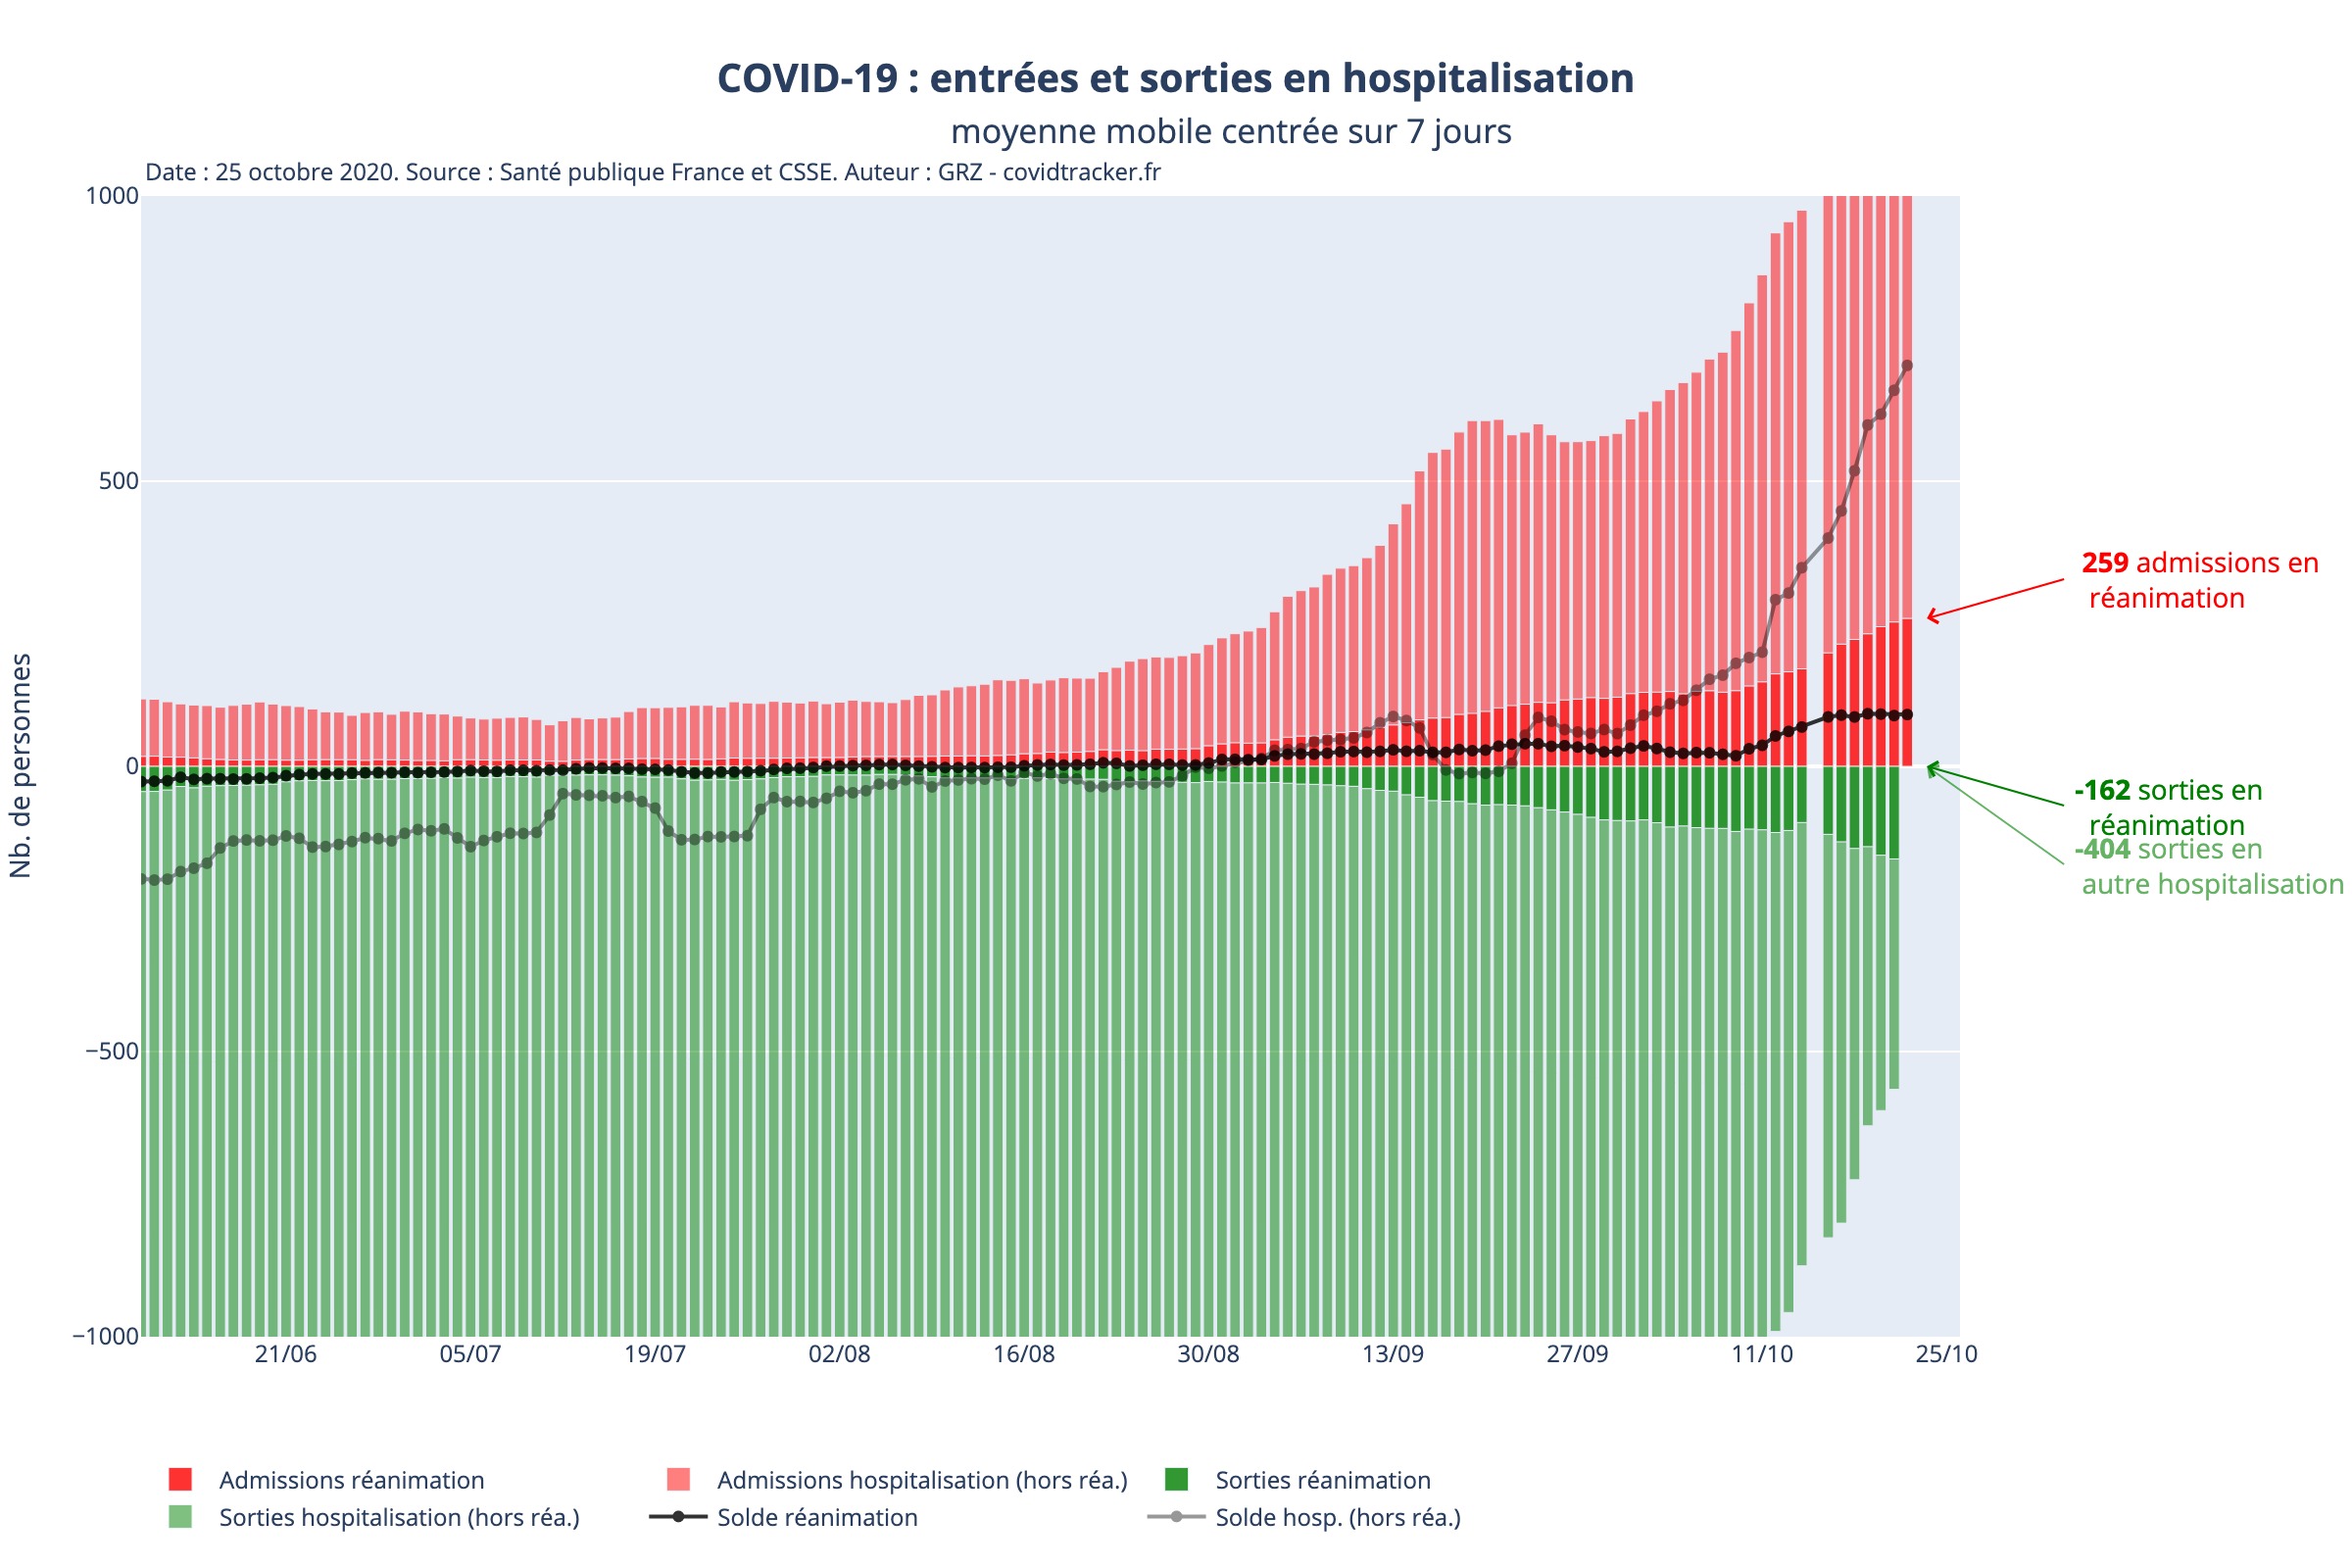 COVID-19 : entrées et sorties en hospitalisation
moyenne mobile centrée sur 7 jours
Date : 25 octobre 2020. Source : Santé publique France et CSSE. Auteur : GRZ - covidtracker.fr
Nb. de personnes
1000
500
0
−500
−1000
21/06
05/07
19/07
02/08
16/08
30/08
13/09
27/09
11/10
25/10
259 admissions en
réanimation
-162 sorties en
réanimation
-404 sorties en
autre hospitalisation
Admissions réanimation
Admissions hospitalisation (hors réa.)
Sorties réanimation
Sorties hospitalisation (hors réa.)
Solde réanimation
Solde hosp. (hors réa.)